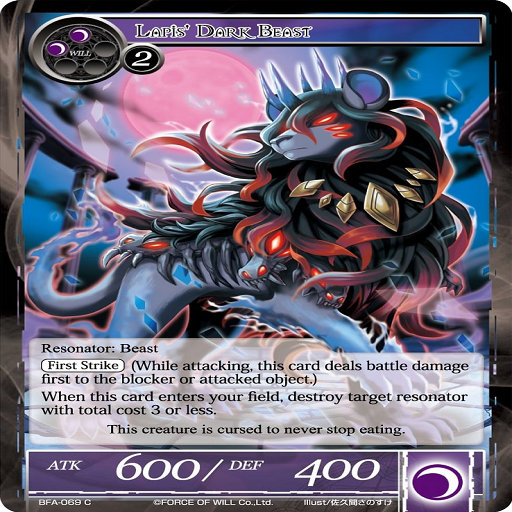 Lapis' Dark Beast
WILL
2
Resonator: Beast
First Strike (While attacking, this card deals battle damage
first to the blocker or attacked object.)
When this card enters your field, destroy target resonator
with total cost 3 or less.
This creature is cursed to never stop eating.
ATK 600/ DEF 400
BFA-069 C ©FORCE OF WILL Co.,Ltd. Illust/佐久間さのすけ